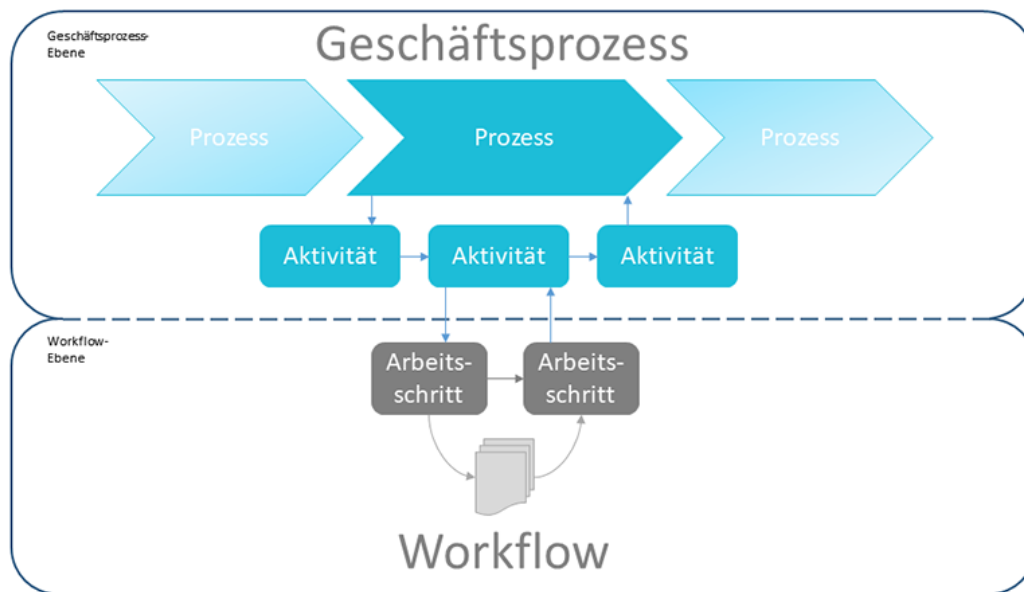 Geschäftsprozess-
Ebene
Geschäftsprozess
Prozess
Prozess
Prozess
Aktivität
Aktivität
Aktivität
Workflow-
Ebene
Arbeits-
schritt
Arbeits-
schritt
Workflow